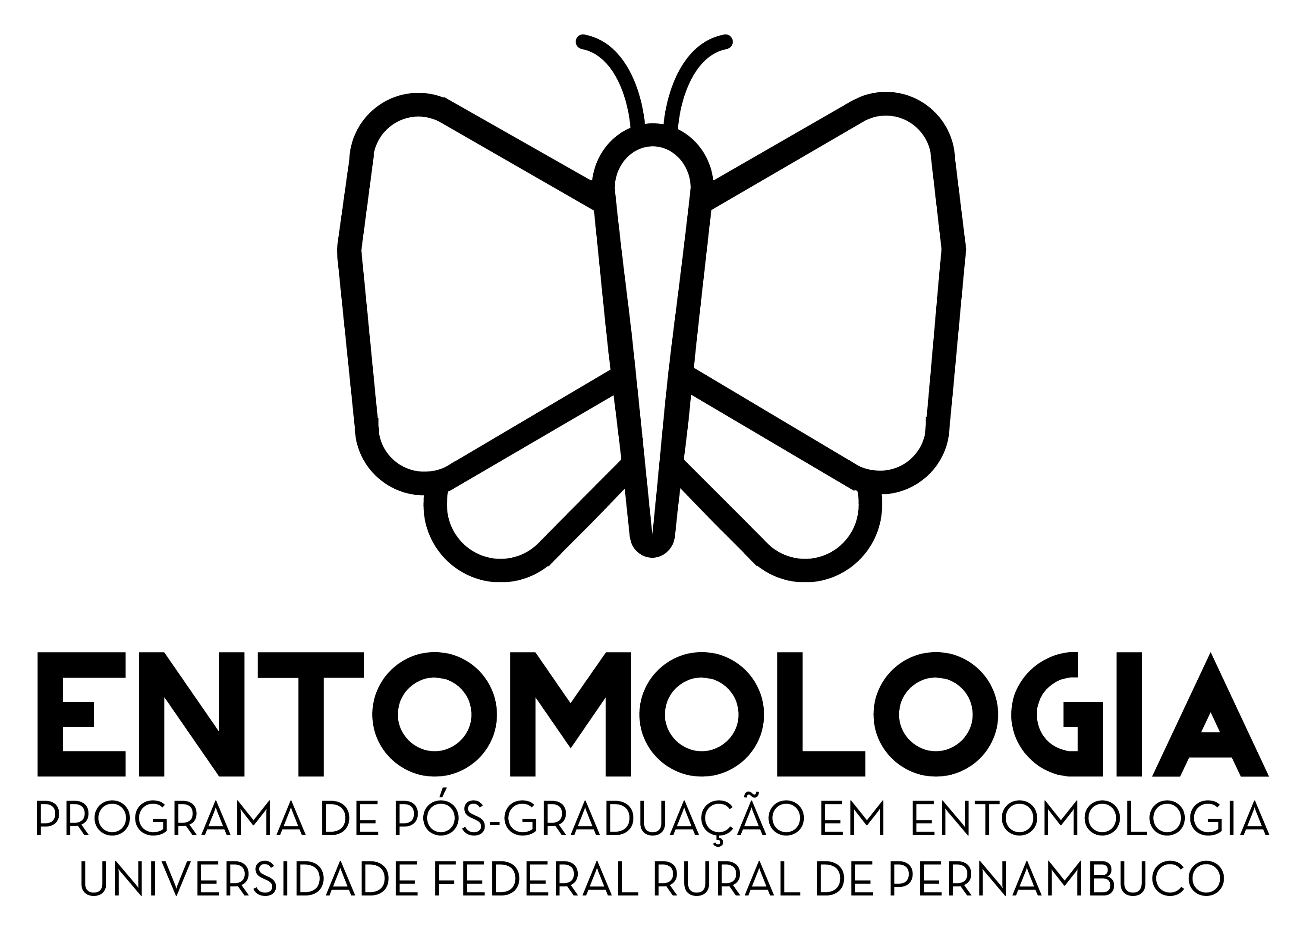 ENTOMOLOGIA
PROGRAMA DE PÓS-GRADUAÇÃO EM ENTOMOLOGIA
UNIVERSIDADE FEDERAL RURAL DE PERNAMBUCO